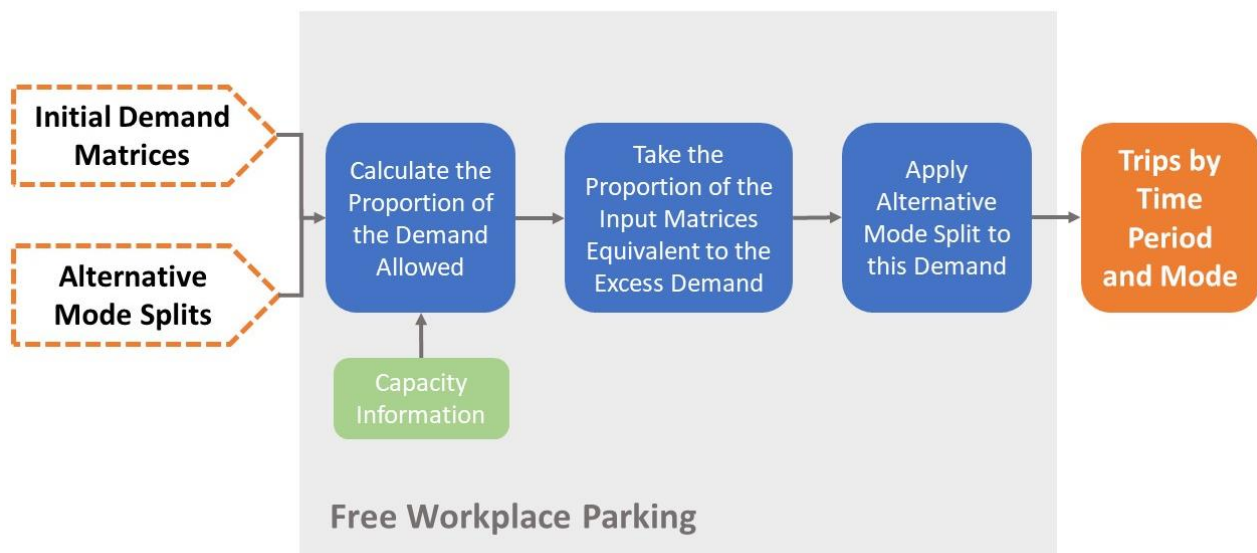 Initial Demand
Matrices
Alternative
Mode Splits
Calculate the
Proportion of
the Demand
Allowed
Capacity
Information
Take the
Proportion of the
Input Matrices
Equivalent to the
Excess Demand
Apply
Alternative
Mode Split to
this Demand
Trips by
Time
Period
and Mode
Free Workplace Parking